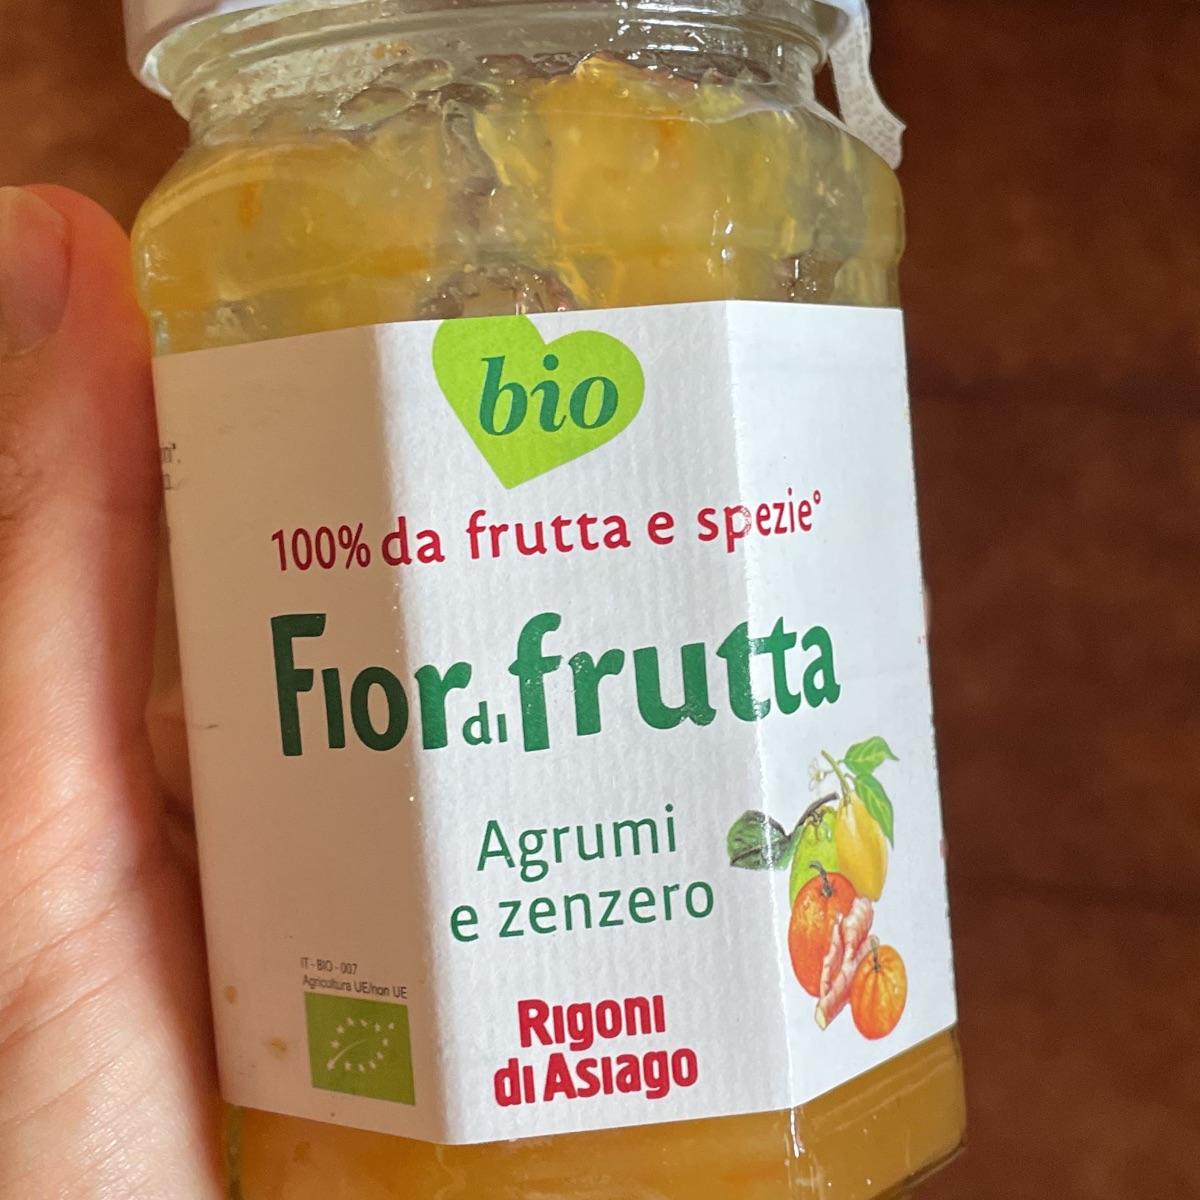 bio
100% da frutta e spezie°
Fior di frutta
Agrumi
e zenzero
IT - BIO - 007
Agricoltura UE/non UE
Rigoni
di Asiago